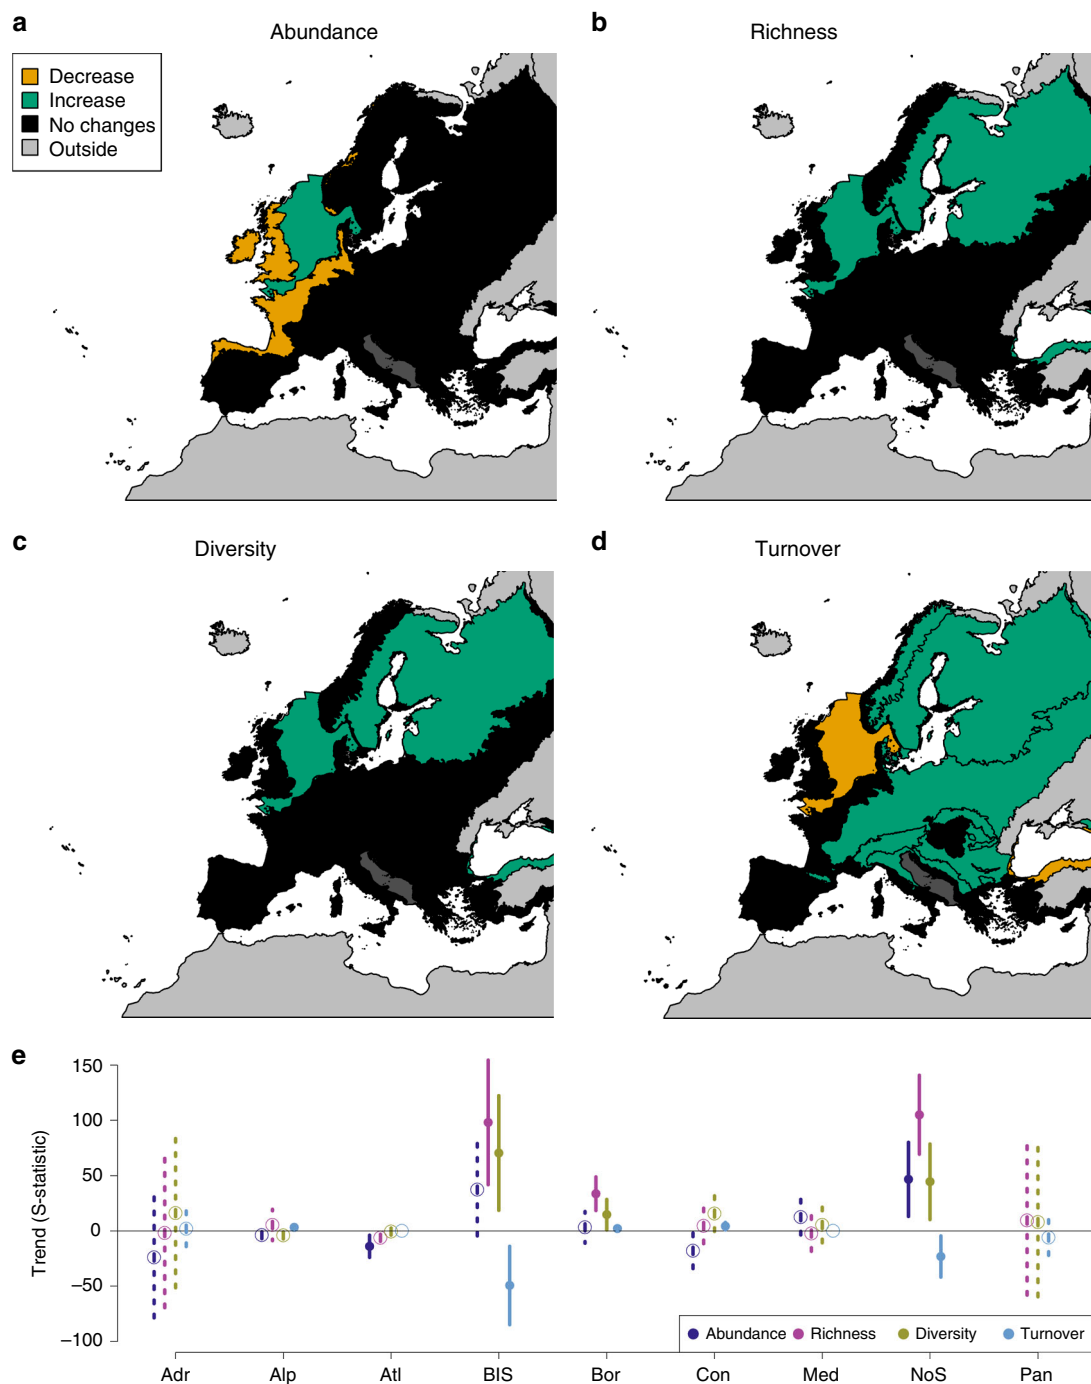 a
Abundance
Decrease
Increase
No changes
Outside
b
Richness
c
Diversity
d
Turnover
e
Trend (S-statistic)
150
100
50
0
−50
−100
Abundance
Richness
Diversity
Turnover
Adr
Alp
Atl
BlS
Bor
Con
Med
NoS
Pan